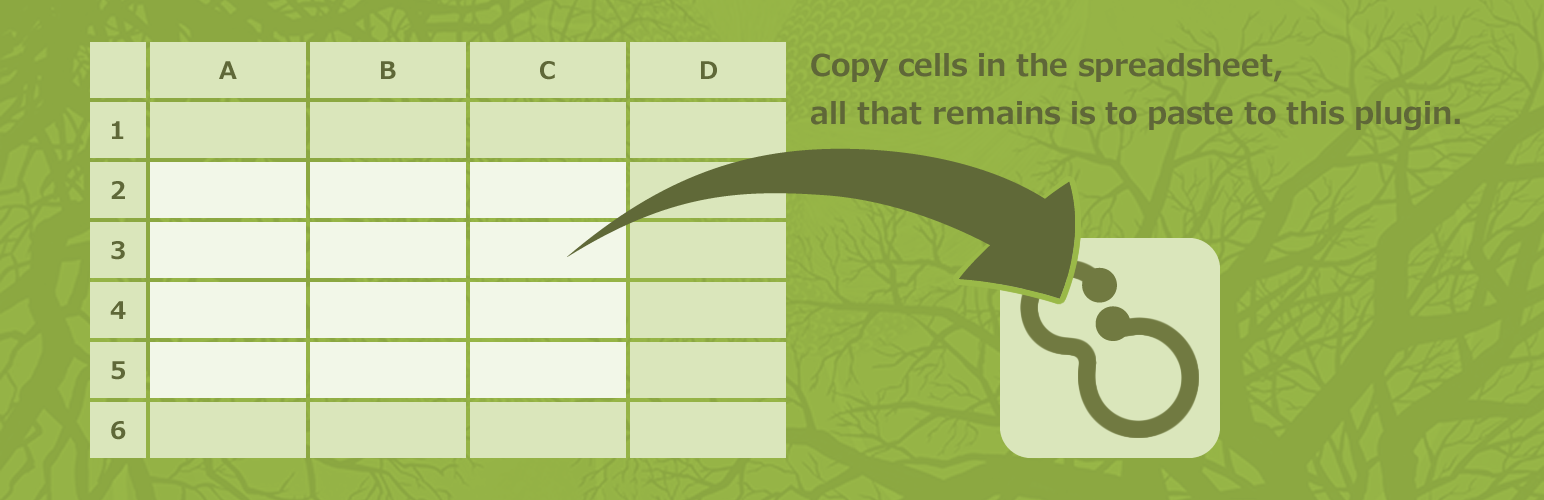 A B C D
Copy cells in the spreadsheet,
all that remains is to paste to this plugin.
1
2
3
4
5
6